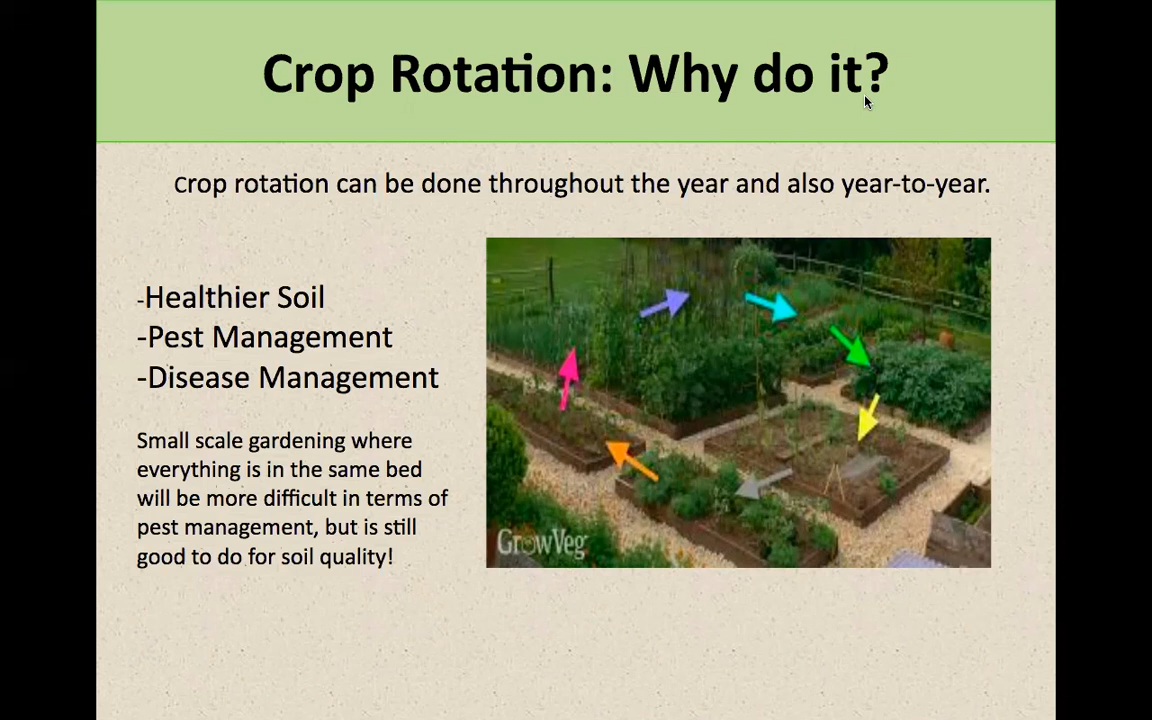 Crop Rotation: Why do it?
Crop rotation can be done throughout the year and also year-to-year.
-Healthier Soil
-Pest Management
-Disease Management
Small scale gardening where
everything is in the same bed
will be more difficult in terms of
pest management, but is still
good to do for soil quality!
GrowVeg